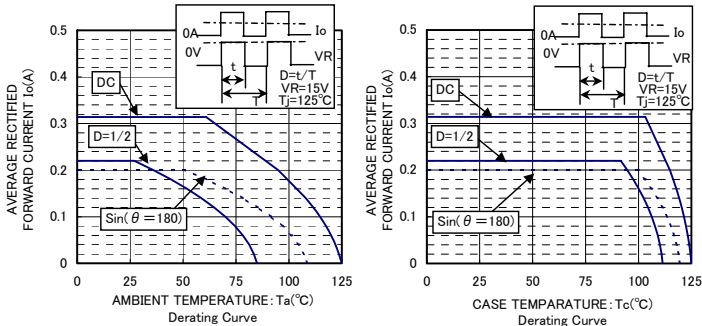 0.5
0.4
0.3
0.2
0.1
0
0 25 50 75 100 125
AVERAGE RECTIFIED
FORWARD CURRENT Io(A)
DC
D=1/2
Sin(θ=180)
0A
0V
Io
VR
t
T
D=t/T
VR=15V
Tj=125°C
AMBIENT TEMPERATURE:Ta(°C)
Derating Curve
0.5
0.4
0.3
0.2
0.1
0
0 25 50 75 100 125
AVERAGE RECTIFIED
FORWARD CURRENT Io(A)
DC
D=1/2
Sin(θ=180)
0A
0V
Io
VR
t
T
D=t/T
VR=15V
Tj=125°C
CASE TEMPARATURE:Tc(°C)
Derating Curve